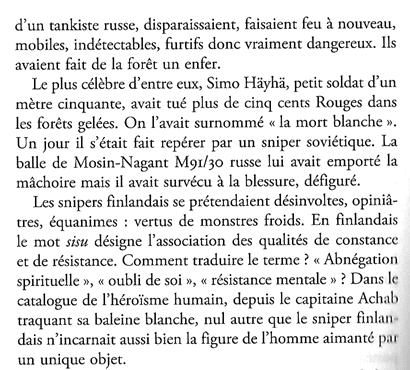 d'un tankiste russe, disparaissaient, faisaient feu à nouveau,
mobiles, indétectables, furtifs donc vraiment dangereux. Ils
avaient fait de la forêt un enfer.
Le plus célèbre d'entre eux, Simo Häyhä, petit soldat d'un
mètre cinquante, avait tué plus de cinq cents Rouges dans
les forêts gelées. On l'avait surnommé « la mort blanche ».
Un jour il s'était fait repérer par un sniper soviétique. La
balle de Mosin-Nagant M91/30 russe lui avait emporté la
mâchoire mais il avait survécu à la blessure, défiguré.
Les snipers finlandais se prétendaient désinvoltes, opiniâ-
tres, équanimes : vertus de monstres froids. En finlandais
le mot sisu désigne l'association des qualités de constance
et de résistance. Comment traduire le terme ? « Abnégation
spirituelle », « oubli de soi », « résistance mentale » ? Dans le
catalogue de l'héroïsme humain, depuis le capitaine Achab
traquant sa baleine blanche, nul autre que le sniper finlan-
dais n'incarnait aussi bien la figure de l'homme aimanté par
un unique objet.